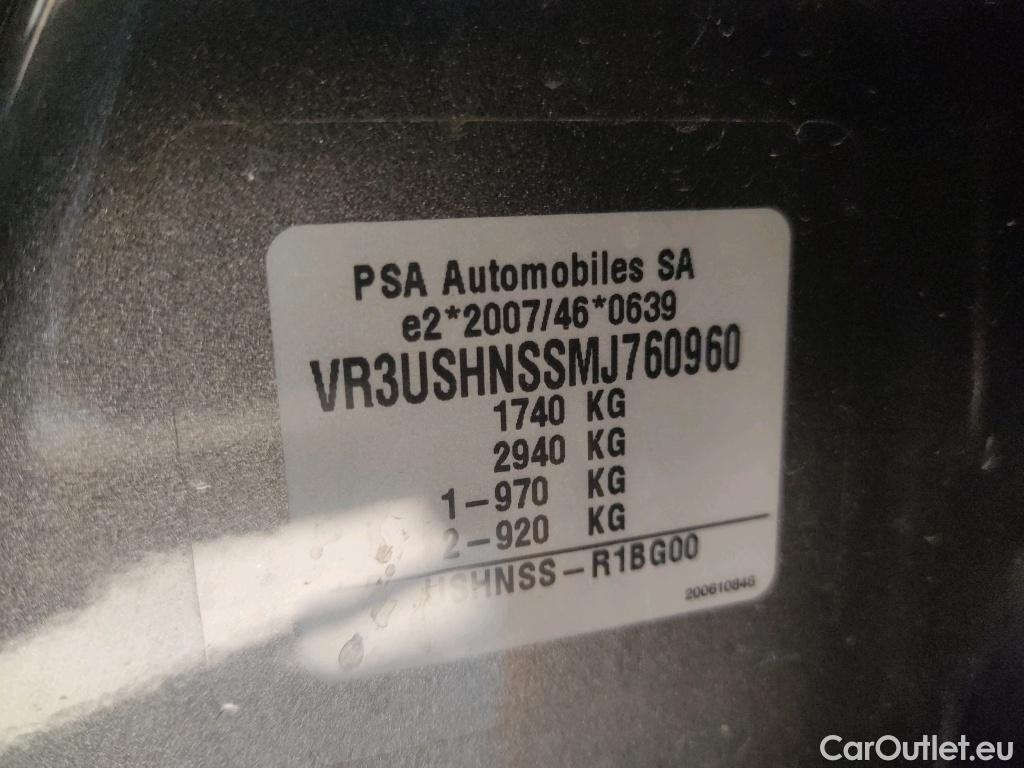 PSA Automobiles SA
e2*2007/46*0639
VR3USHNSSMJ760960
1740 KG
2940 KG
1-970 KG
2-920 KG
USHNSS-R1BG00
200610846
CarOutlet.eu